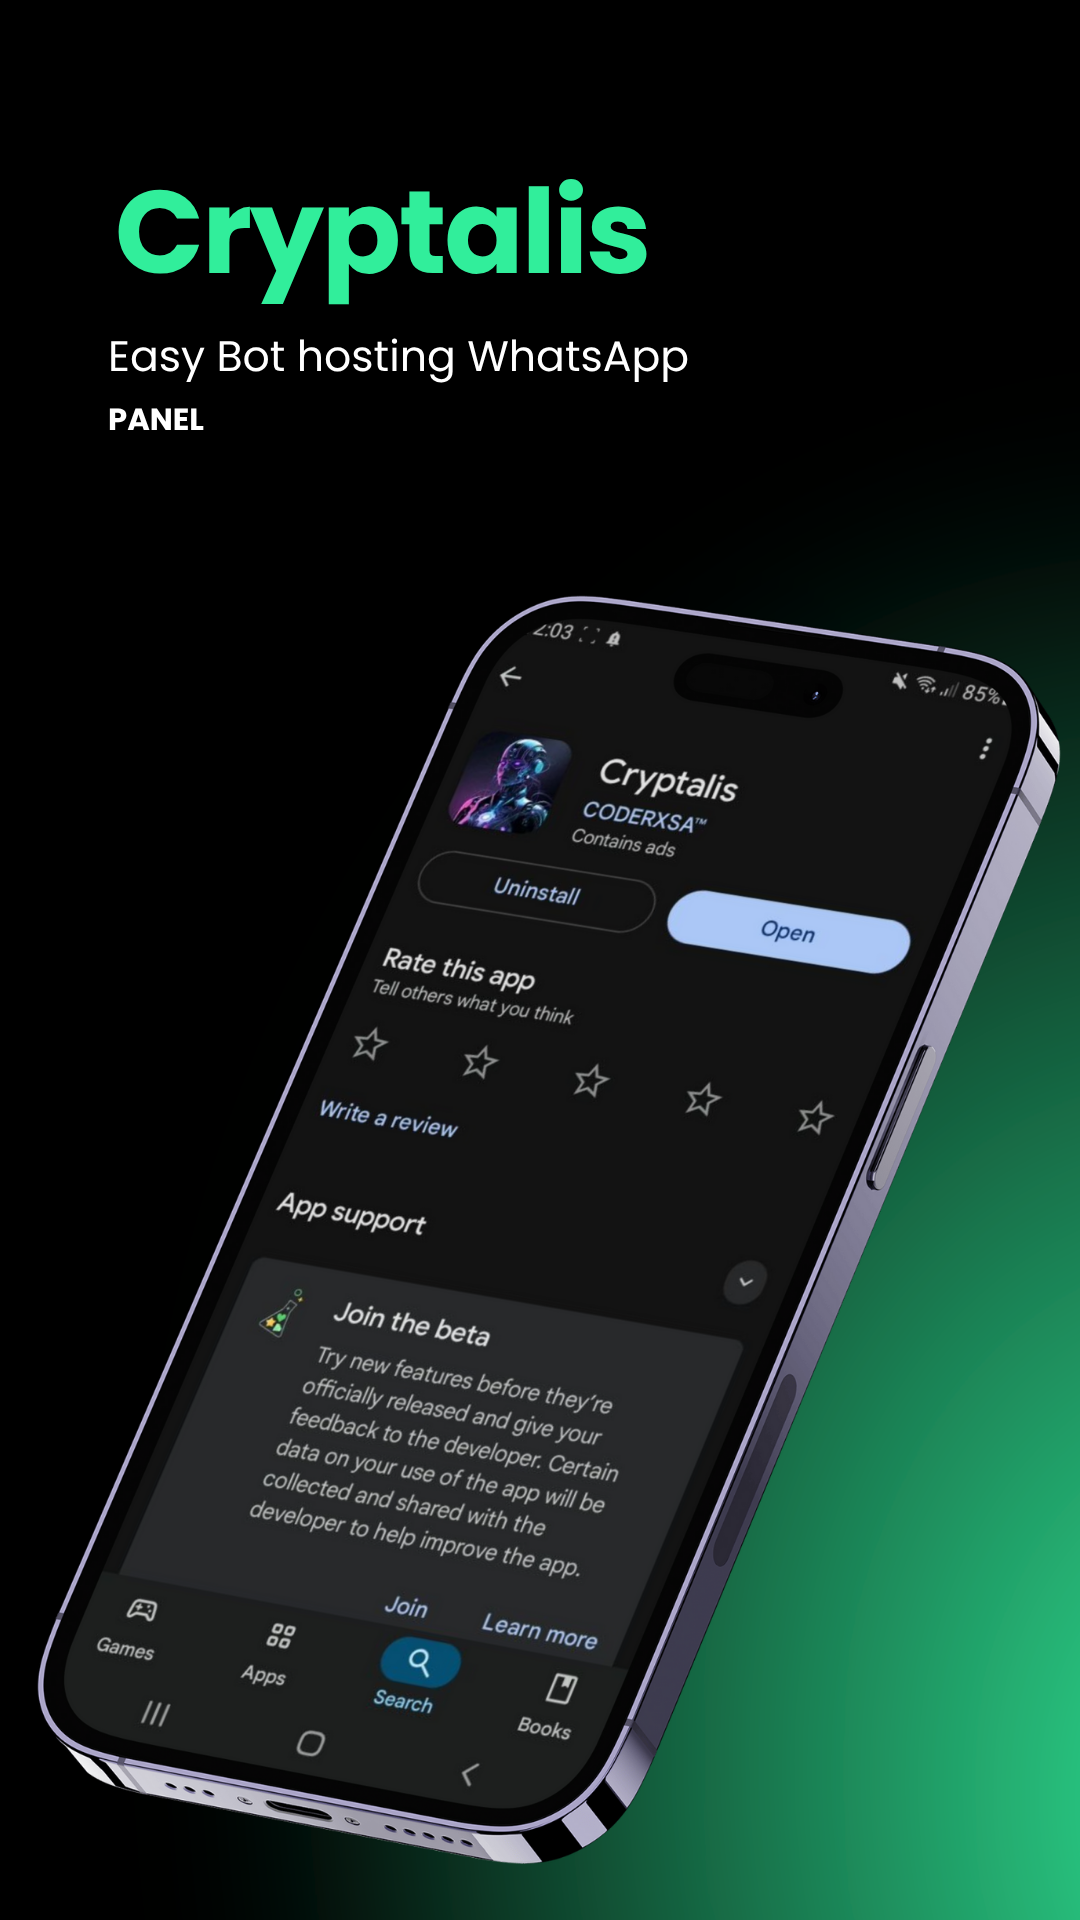 Cryptalis
Easy Bot hosting WhatsApp
PANEL
2:03
85%
Cryptalis
CODERXSA™
Contains ads
Uninstall
Open
Rate this app
Tell others what you think
Write a review
App support
Join the beta
Try new features before they're
officially released and give your
feedback to the developer. Certain
data on your use of the app will be
collected and shared with the
developer to help improve the app.
Join
Learn more
Games
Apps
Search
Books